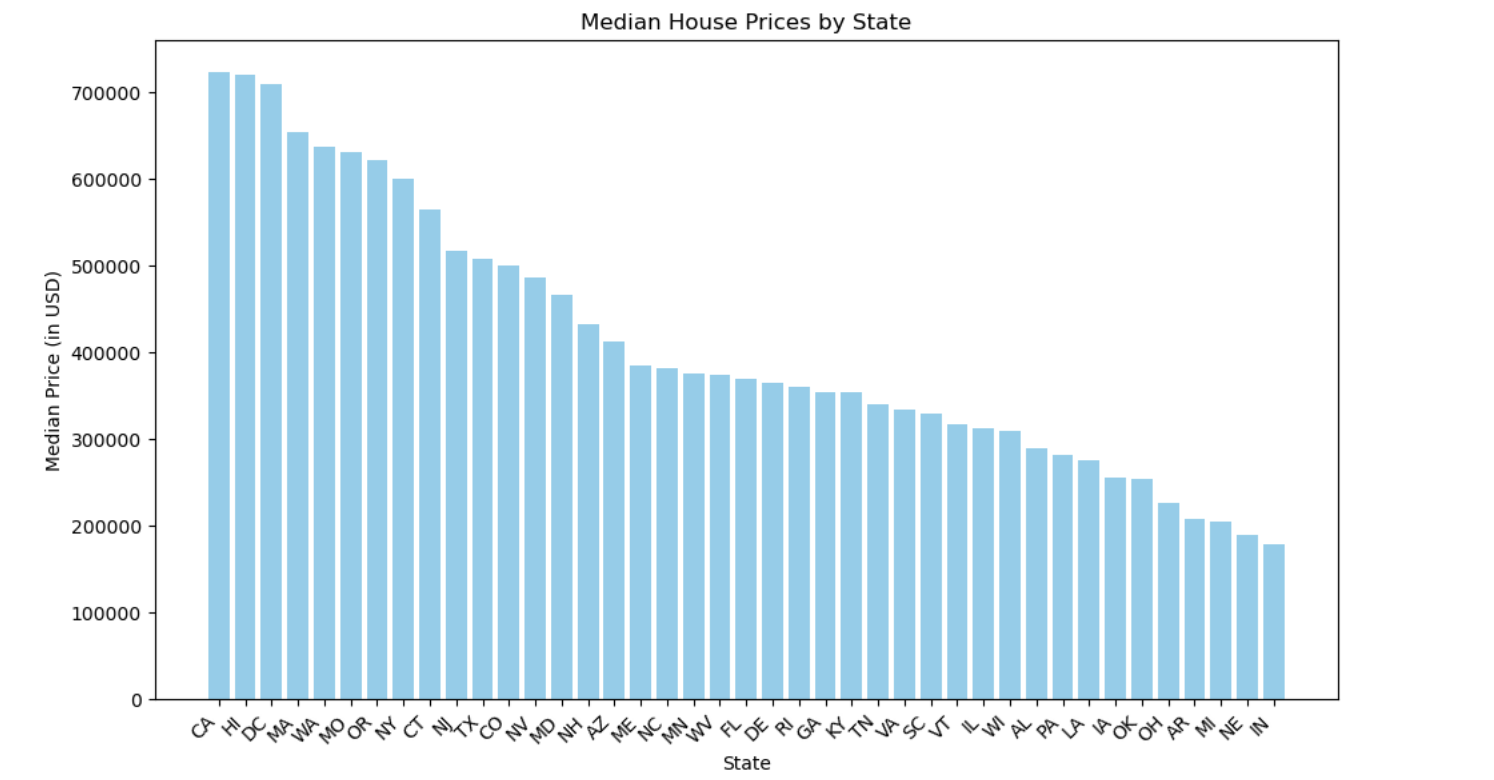 Median House Prices by State
Median Price (in USD)
700000
600000
500000
400000
300000
200000
100000
0
CA HI DC MA WA MO OR NY CT NJ TX CO NV MD NH AZ ME NC MN WV FL DE RI GA KY TN VA SC VT IL WI AL PA LA IA OK OH AR MI NE IN
State